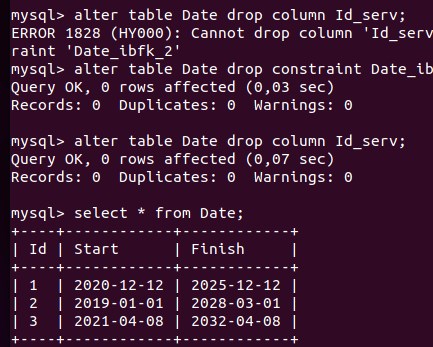 mysql> alter table Date drop column Id_serv;
ERROR 1828 (HY000): Cannot drop column 'Id_serv
raint 'Date_ibfk_2'
mysql> alter table Date drop constraint Date_ib
Query OK, 0 rows affected (0,03 sec)
Records: 0  Duplicates: 0  Warnings: 0

mysql> alter table Date drop column Id_serv;
Query OK, 0 rows affected (0,07 sec)
Records: 0  Duplicates: 0  Warnings: 0

mysql> select * from Date;
+----+------------+------------+
| Id | Start      | Finish     |
+----+------------+------------+
| 1  | 2020-12-12 | 2025-12-12 |
| 2  | 2019-01-01 | 2028-03-01 |
| 3  | 2021-04-08 | 2032-04-08 |
+----+------------+------------+